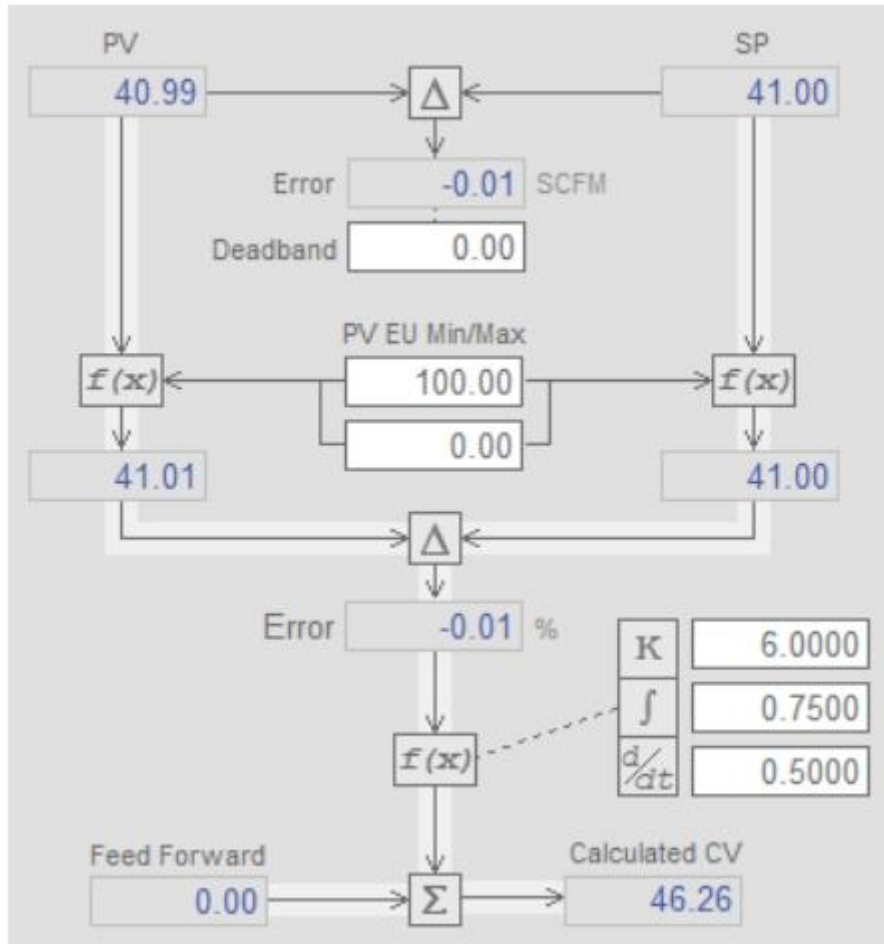 PV SP
40.99 Δ 41.00
Error -0.01 SCFM
Deadband 0.00
PV EU Min/Max
f(x) 100.00 f(x)
0.00
41.01 41.00
Δ
Error -0.01 %
K 6.0000
∫ 0.7500
f(x)
d/dt 0.5000
Feed Forward Calculated CV
0.00 Σ 46.26